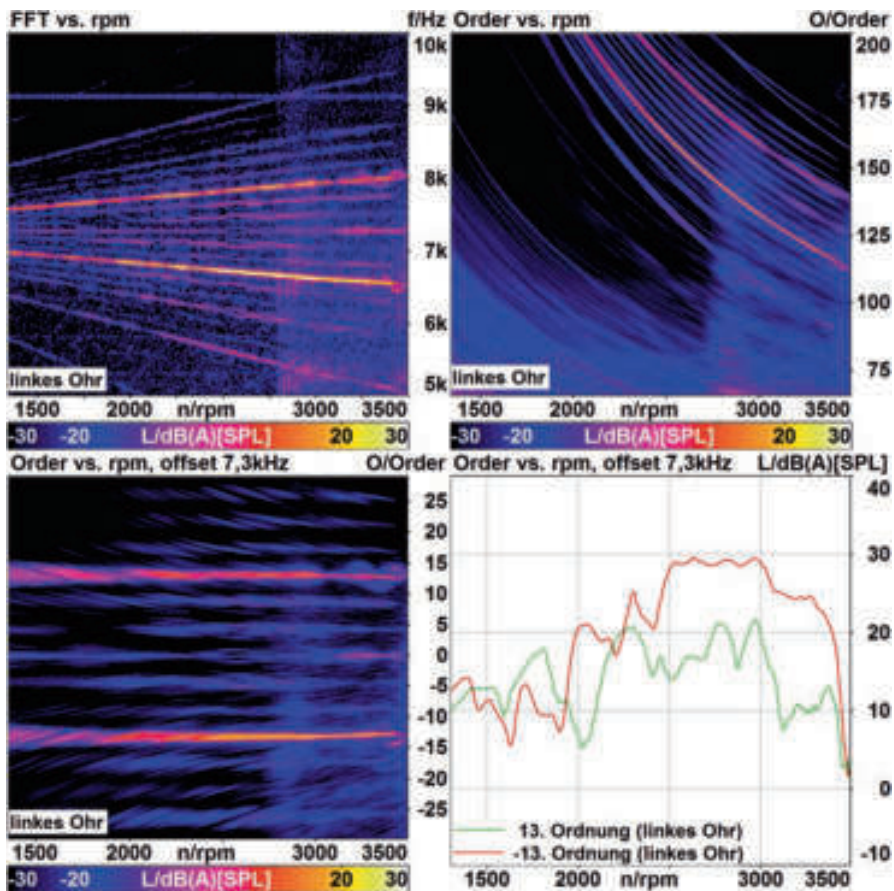 FFT vs. rpm f/Hz
10k
9k
8k
7k
6k
5k
linkes Ohr
1500 2000 n/rpm 3000 3500
-30 -20 L/dB(A)[SPL] 20 30
Order vs. rpm O/Order
200
175
150
125
100
75
linkes Ohr
1500 2000 n/rpm 3000 3500
-30 -20 L/dB(A)[SPL] 20 30
Order vs. rpm, offset 7,3kHz O/Order
25
20
15
10
5
0
-5
-10
-15
-20
-25
linkes Ohr
1500 2000 n/rpm 3000 3500
-30 -20 L/dB(A)[SPL] 20 30
Order vs. rpm, offset 7,3kHz L/dB(A)[SPL]
40
30
20
10
0
-10
13. Ordnung (linkes Ohr)
-13. Ordnung (linkes Ohr)
1500 2000 n/rpm 3000 3500